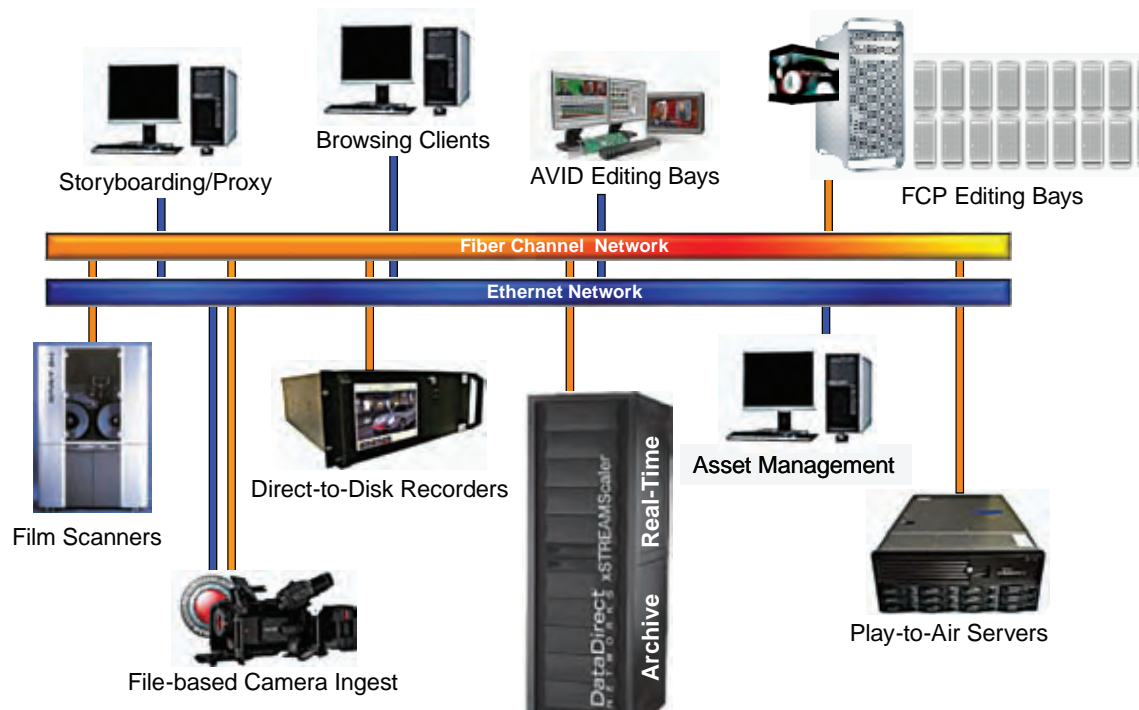 Storyboarding/Proxy
Browsing Clients
AVID Editing Bays
FCP Editing Bays
Fiber Channel Network
Ethernet Network
Film Scanners
Direct-to-Disk Recorders
File-based Camera Ingest
DataDirect xSTREAMScaler
NETWORKS
Real-Time
Archive
Asset Management
Play-to-Air Servers